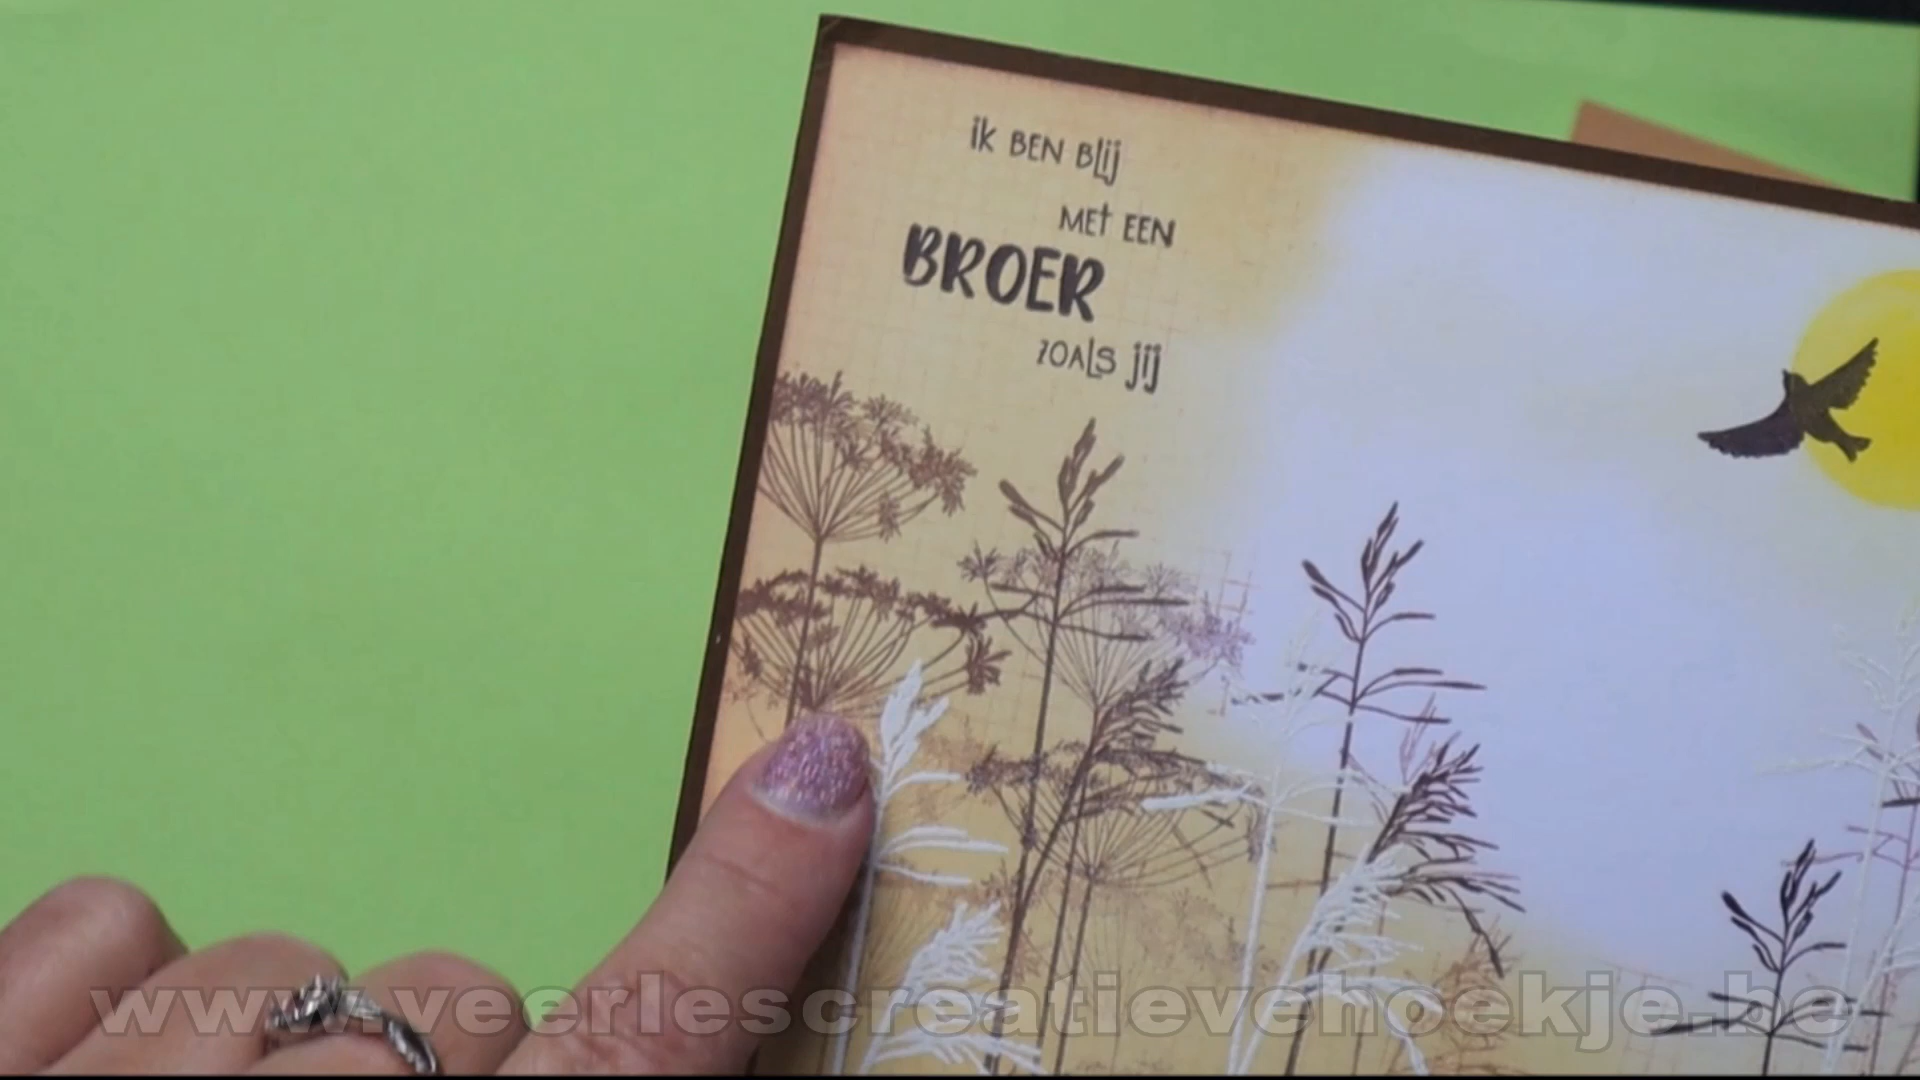 ik BEN Blij
MEt EEN
BROER
ZOALS jij
www.veerlescreatievehoekje.be